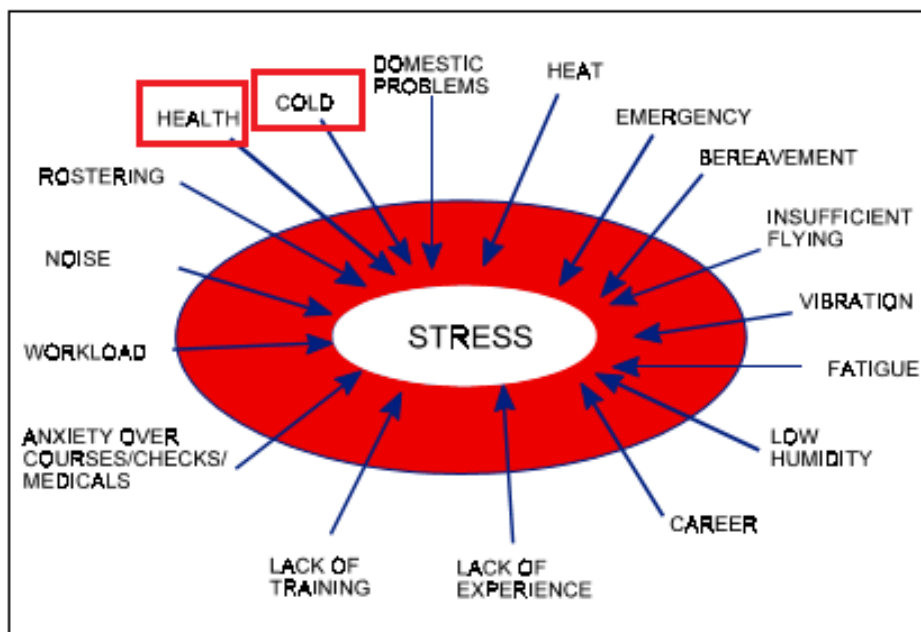 DOMESTIC
PROBLEMS
HEAT
COLD
HEALTH
EMERGENCY
BEREAVEMENT
ROSTERING
INSUFFICIENT
FLYING
NOISE
VIBRATION
STRESS
WORKLOAD
FATIGUE
ANXIETY OVER
COURSES/CHECKS/
MEDICALS
LOW
HUMIDITY
CAREER
LACK OF
TRAINING
LACK OF
EXPERIENCE